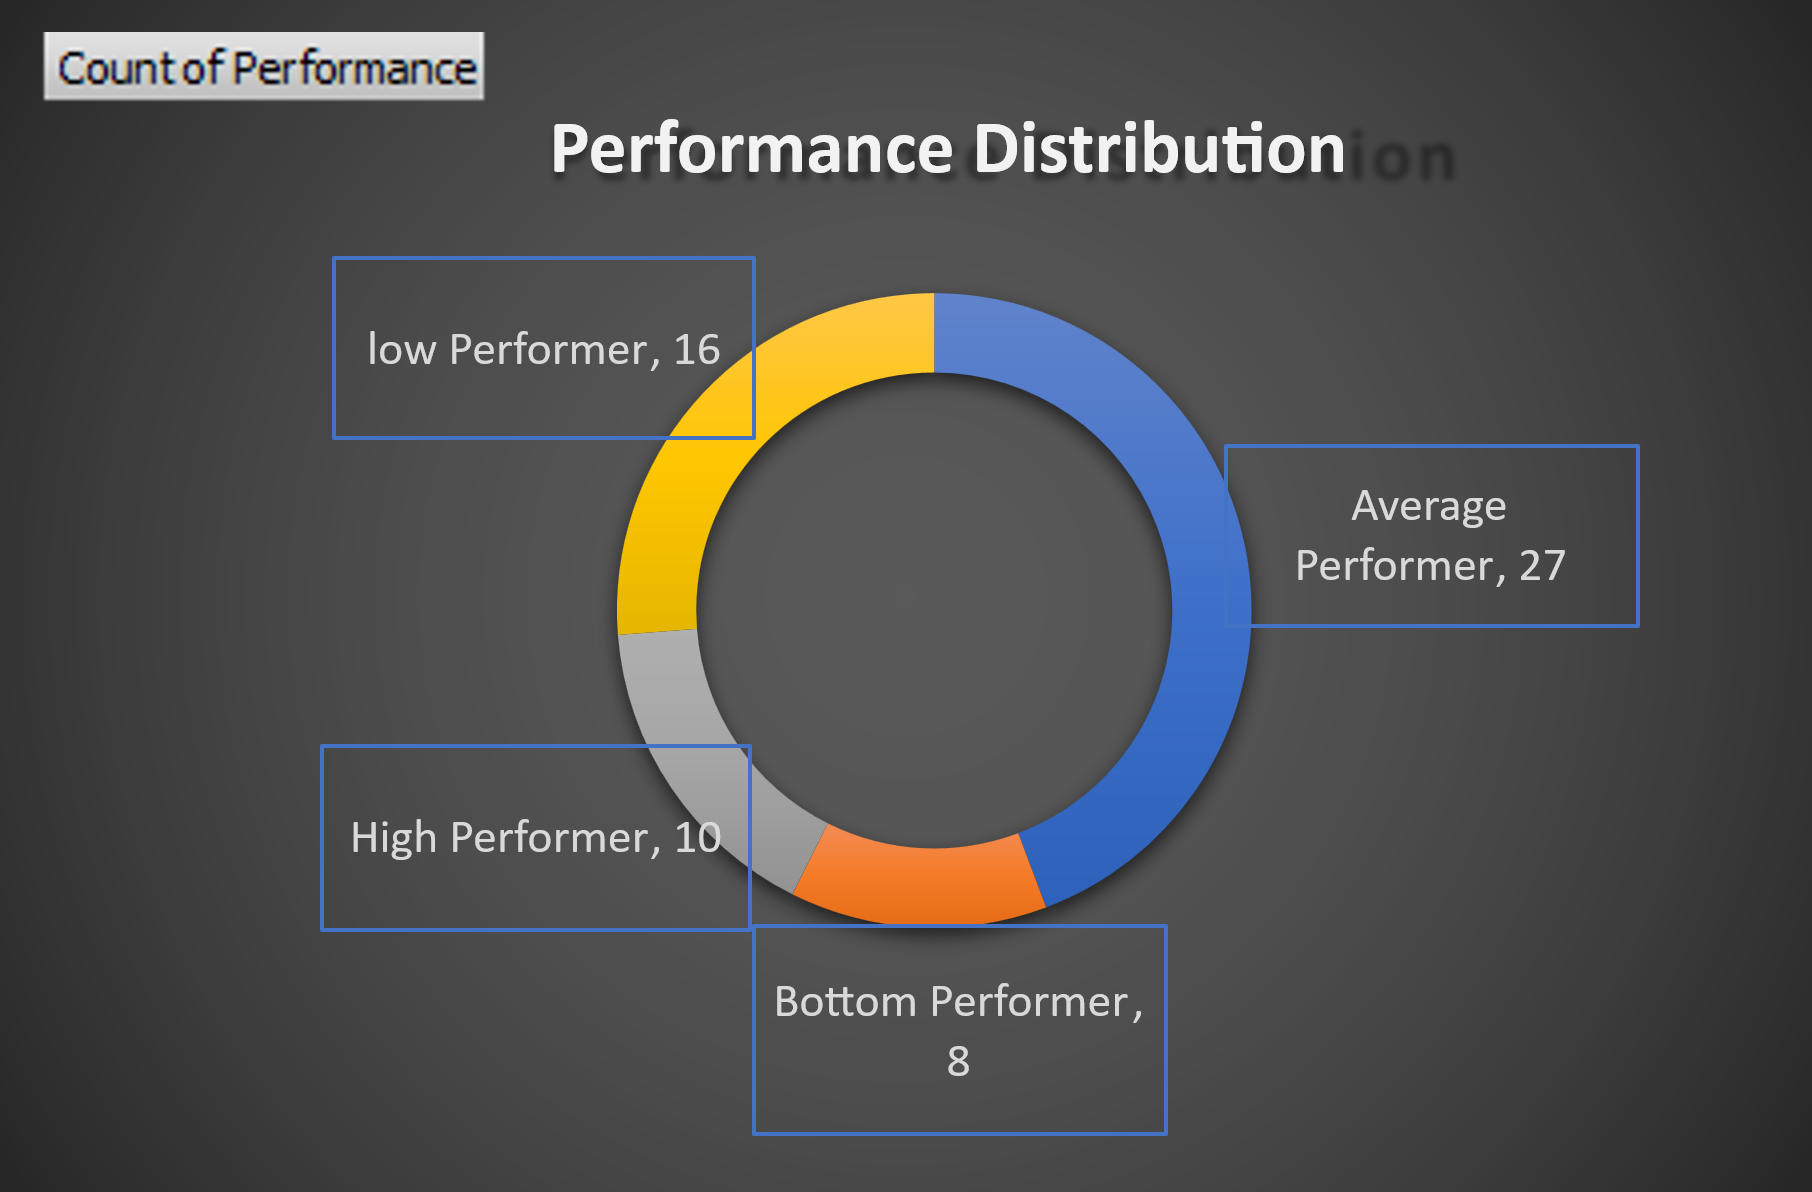 Count of Performance
Performance Distribution
low Performer, 16
Average
Performer, 27
High Performer, 10
Bottom Performer,
8